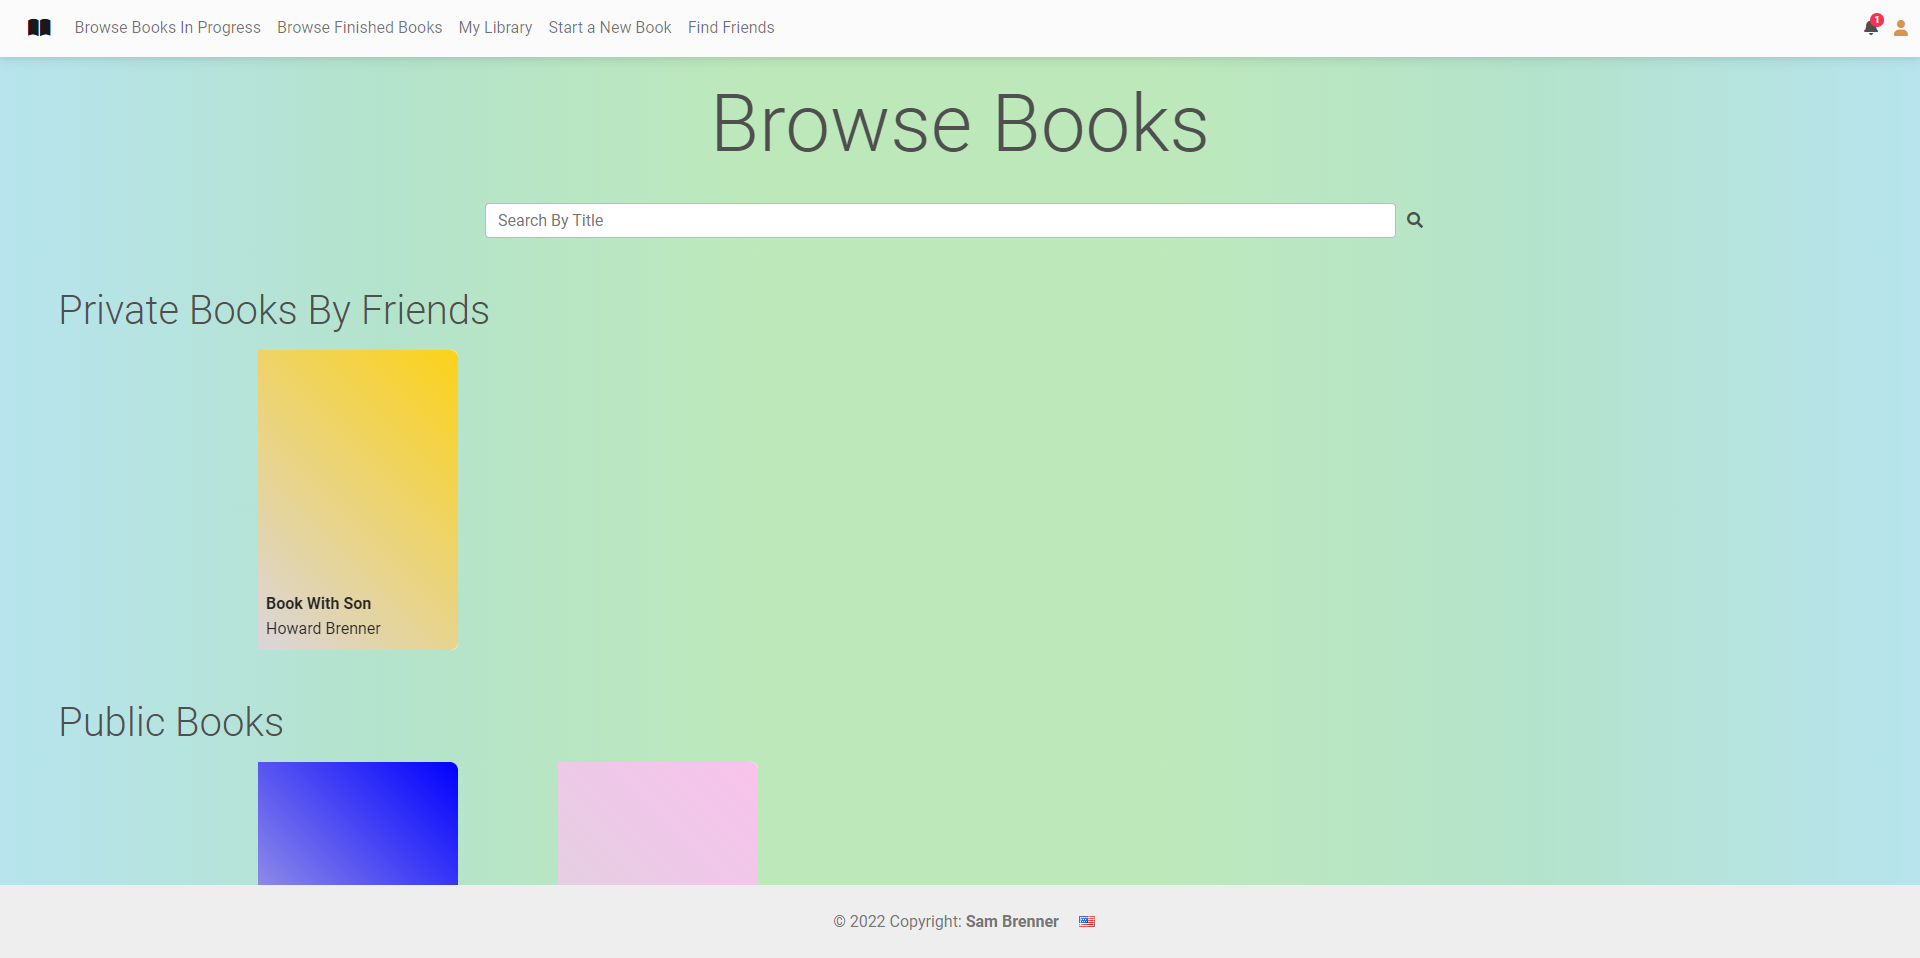 Browse Books In Progress Browse Finished Books My Library Start a New Book Find Friends 1
Browse Books
Search By Title
Private Books By Friends
Book With Son
Howard Brenner
Public Books
© 2022 Copyright: Sam Brenner